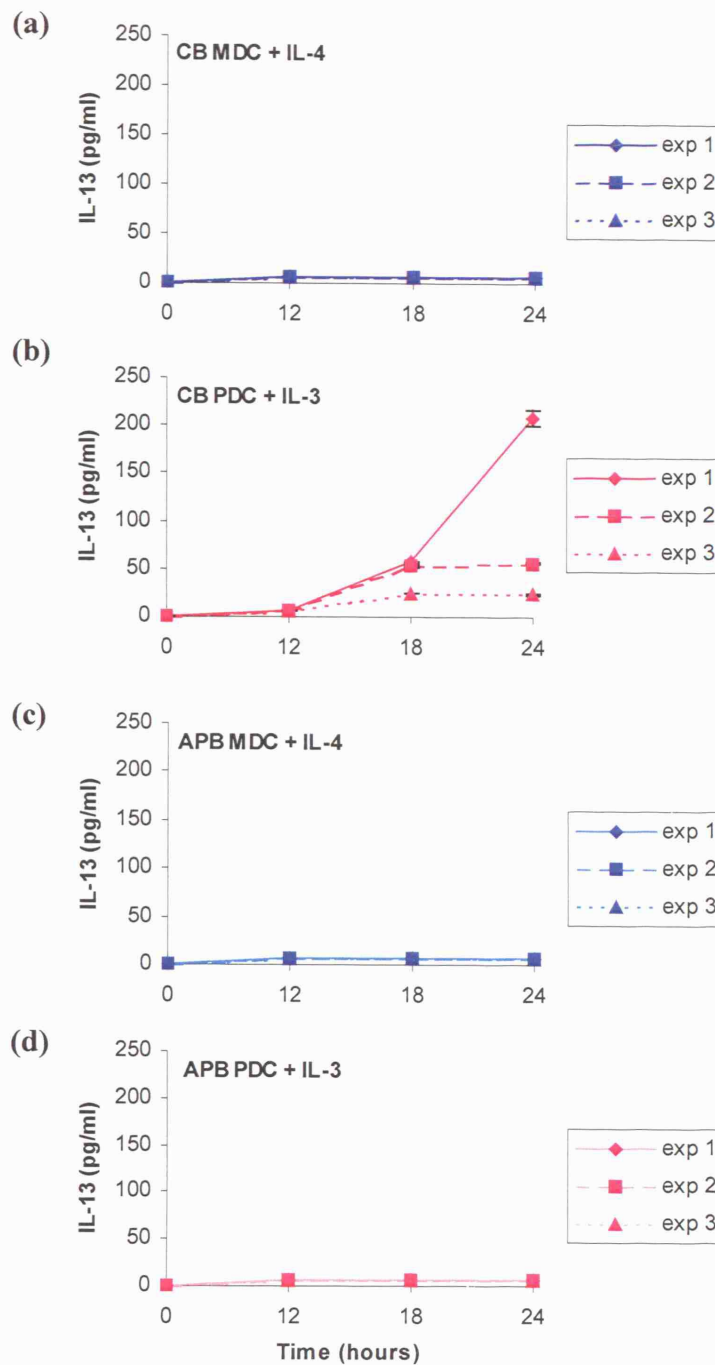 (a)
CB MDC + IL-4
IL-13 (pg/ml)
250
200
150
100
50
0
0 12 18 24
exp 1
exp 2
exp 3
(b)
CB PDC + IL-3
IL-13 (pg/ml)
250
200
150
100
50
0
0 12 18 24
exp 1
exp 2
exp 3
(c)
APB MDC + IL-4
IL-13 (pg/ml)
250
200
150
100
50
0
0 12 18 24
exp 1
exp 2
exp 3
(d)
APB PDC + IL-3
IL-13 (pg/ml)
250
200
150
100
50
0
0 12 18 24
Time (hours)
exp 1
exp 2
exp 3